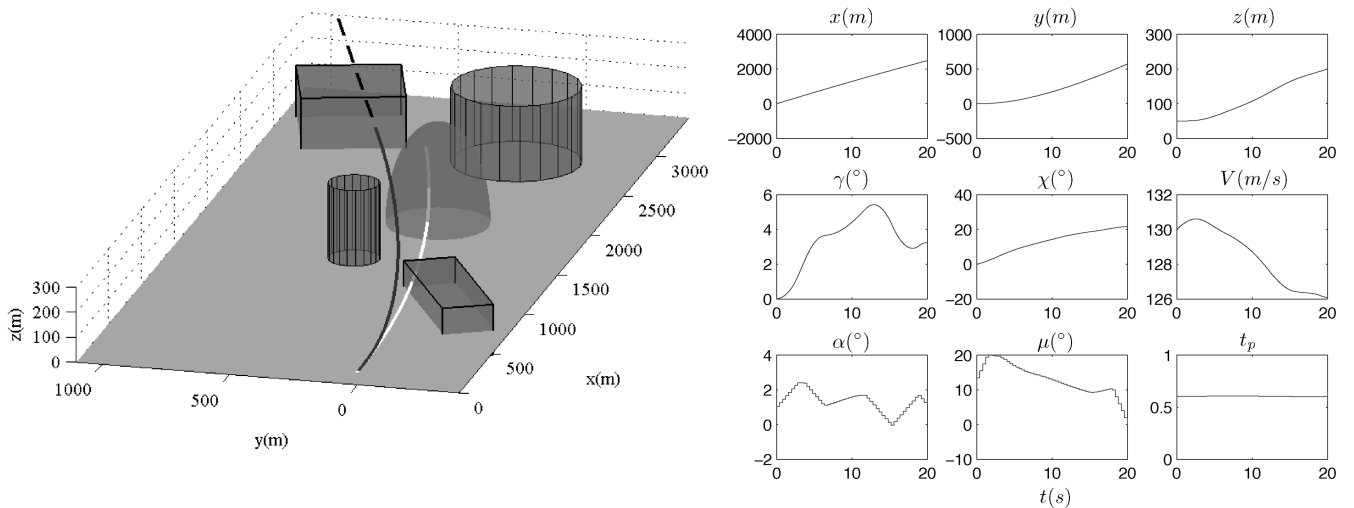 x(m) y(m) z(m)
4000 1000 300
2000 500 200
0 0 100
−2000 −500 0
0 10 20 0 10 20 0 10 20
γ(°) χ(°) V(m/s)
6 40 132
4 20 130
2 0 128
0 −20 126
0 10 20 0 10 20 0 10 20
α(°) μ(°) t_p
4 20 1
2 10 0.5
0 0
−2 −10 0
0 10 20 0 10 20 0 10 20
t(s)
3000
2500
2000
1500
1000
500
0
x(m)
300
200
100
0
z(m)
1000
500
0
y(m)